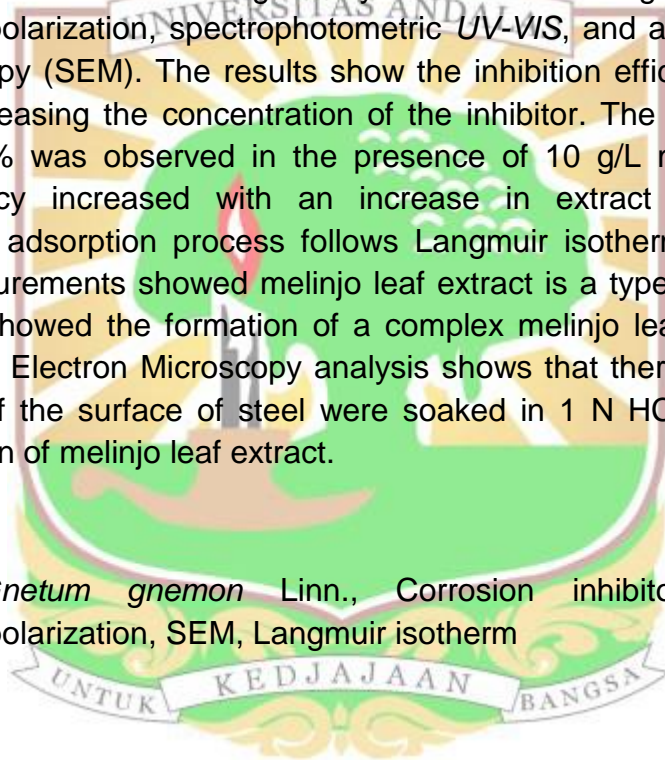 UNIVERSITAS ANDALA
polarization, spectrophotometric UV-VIS, and a
py (SEM). The results show the inhibition effic
easing the concentration of the inhibitor. The
% was observed in the presence of 10 g/L
cy increased with an increase in extract
adsorption process follows Langmuir isother
urements showed melinjo leaf extract is a type
howed the formation of a complex melinjo lea
Electron Microscopy analysis shows that ther
f the surface of steel were soaked in 1 N HC
n of melinjo leaf extract.
netum gnemon Linn., Corrosion inhibito
polarization, SEM, Langmuir isotherm
UNTUK KEDJAJAAN BANGSA